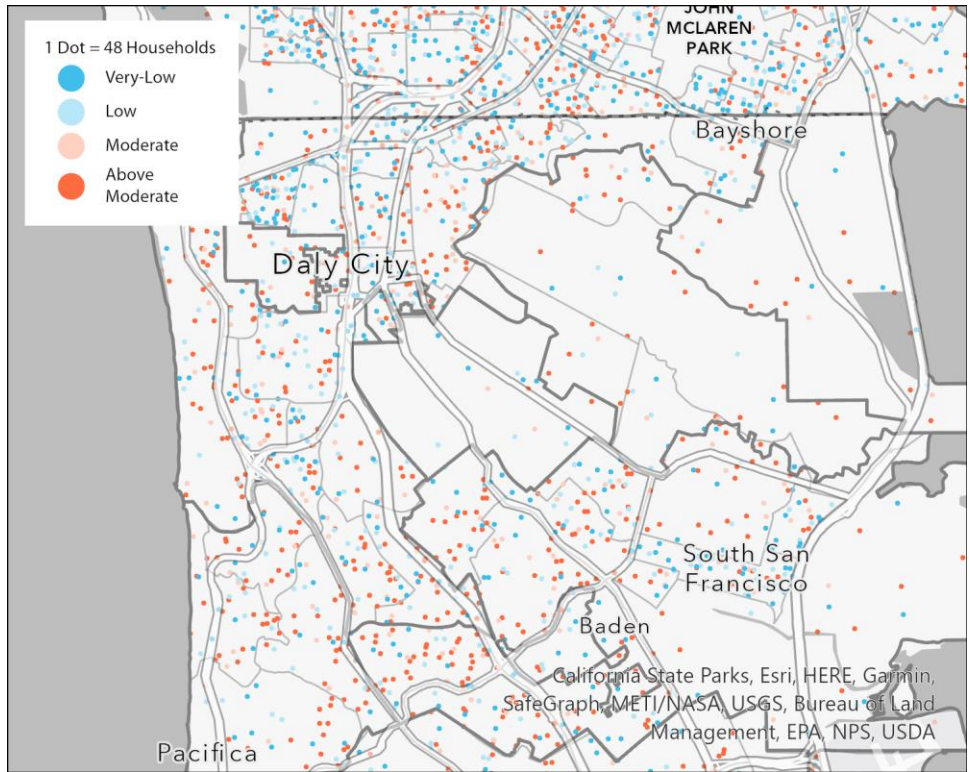 1 Dot = 48 Households
Very-Low
Low
Moderate
Above
Moderate
JOHN
MCLAREN
PARK
Bayshore
Daly City
South San
Francisco
Baden
California State Parks, Esri, HERE, Garmin,
SafeGraph, METI/NASA, USGS, Bureau of Land
Management, EPA, NPS, USDA
Pacifica